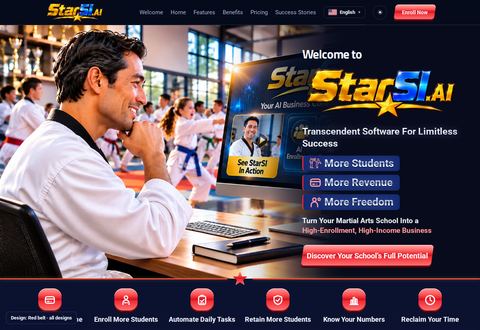 StarSI.AI
Welcome
Home
Features
Benefits
Pricing
Success Stories
English
Enroll Now
Welcome to
StarSI.AI
Transcendent Software For Limitless
Success
More Students
More Revenue
More Freedom
Turn Your Martial Arts School Into a
High-Enrollment, High-Income Business
Discover Your School's Full Potential
Your AI Business
See StarSI
In Action
AI
Design: Red belt - all designs
Enroll More Students
Automate Daily Tasks
Retain More Students
Know Your Numbers
Reclaim Your Time